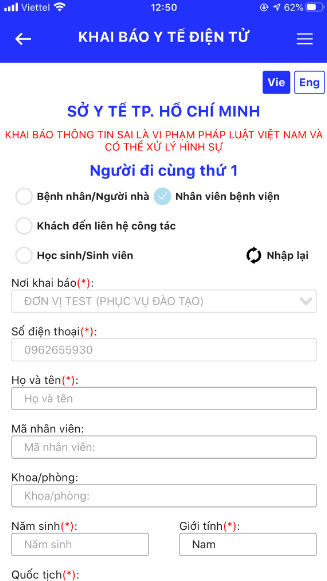 Viettel 12:50 62%
KHAI BÁO Y TẾ ĐIỆN TỬ
Vie Eng
SỞ Y TẾ TP. HỒ CHÍ MINH
KHAI BÁO THÔNG TIN SAI LÀ VI PHẠM PHÁP LUẬT VIỆT NAM VÀ
CÓ THỂ XỬ LÝ HÌNH SỰ
Người đi cùng thứ 1
Bệnh nhân/Người nhà Nhân viên bệnh viện
Khách đến liên hệ công tác
Học sinh/Sinh viên Nhập lại
Nơi khai báo(*):
ĐƠN VỊ TEST (PHỤC VỤ ĐÀO TẠO)
Số điện thoại(*):
0962655930
Họ và tên(*):
Họ và tên
Mã nhân viên:
Mã nhân viên:
Khoa/phòng:
Khoa/phòng:
Năm sinh(*): Giới tính(*):
Năm sinh Nam
Quốc tịch(*):